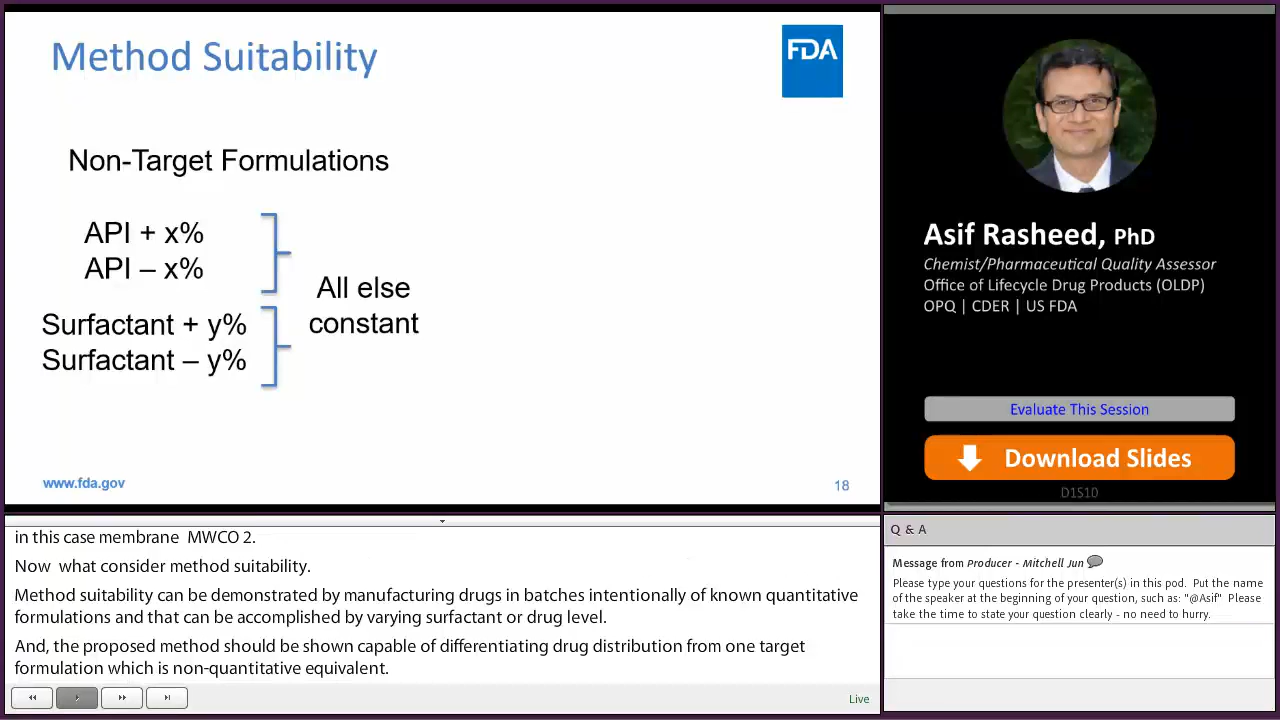 Method Suitability
FDA
Non-Target Formulations
API + x%
API – x%
All else
constant
Surfactant + y%
Surfactant – y%
www.fda.gov
18
Asif Rasheed, PhD
Chemist/Pharmaceutical Quality Assessor
Office of Lifecycle Drug Products (OLDP)
OPQ | CDER | US FDA
Evaluate This Session
Download Slides
D1S10
in this case membrane  MWCO 2.
Now  what consider method suitability.
Method suitability can be demonstrated by manufacturing drugs in batches intentionally of known quantitative
formulations and that can be accomplished by varying surfactant or drug level.
And, the proposed method should be shown capable of differentiating drug distribution from one target
formulation which is non-quantitative equivalent.
Live
Q & A
Message from Producer - Mitchell Jun
Please type your questions for the presenter(s) in this pod.  Put the name
of the speaker at the beginning of your question, such as: "@Asif"  Please
take the time to state your question clearly - no need to hurry.